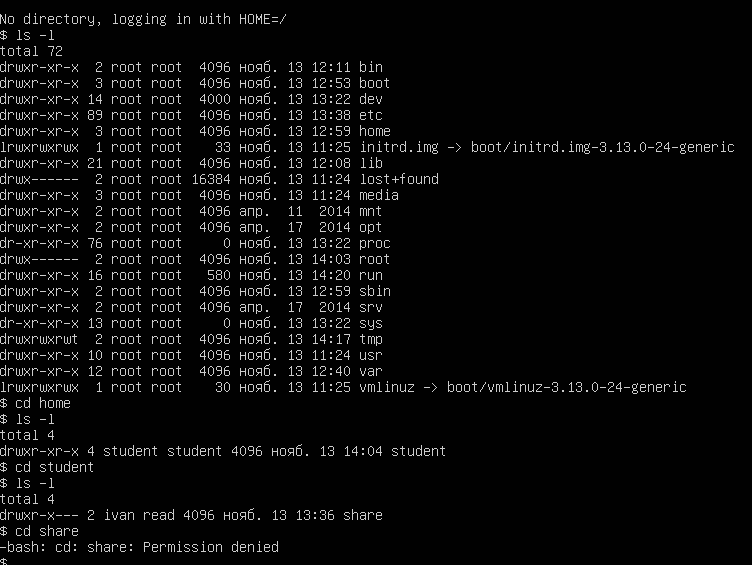 No directory, logging in with HOME=/
$ ls -l
total 72
drwxr-xr-x  2 root root  4096 нояб. 13 12:11 bin
drwxr-xr-x  3 root root  4096 нояб. 13 12:53 boot
drwxr-xr-x 14 root root  4000 нояб. 13 13:22 dev
drwxr-xr-x 89 root root  4096 нояб. 13 13:38 etc
drwxr-xr-x  3 root root  4096 нояб. 13 12:59 home
lrwxrwxrwx  1 root root    33 нояб. 13 11:25 initrd.img -> boot/initrd.img-3.13.0-24-generic
drwxr-xr-x 21 root root  4096 нояб. 13 12:08 lib
drwx------  2 root root 16384 нояб. 13 11:24 lost+found
drwxr-xr-x  3 root root  4096 нояб. 13 11:24 media
drwxr-xr-x  2 root root  4096 апр.  11  2014 mnt
drwxr-xr-x  2 root root  4096 апр.  17  2014 opt
dr-xr-xr-x 76 root root     0 нояб. 13 13:22 proc
drwx------  2 root root  4096 нояб. 13 14:03 root
drwxr-xr-x 16 root root   580 нояб. 13 14:20 run
drwxr-xr-x  2 root root  4096 нояб. 13 12:59 sbin
drwxr-xr-x  2 root root  4096 апр.  17  2014 srv
dr-xr-xr-x 13 root root     0 нояб. 13 13:22 sys
drwxrwxrwt  2 root root  4096 нояб. 13 14:17 tmp
drwxr-xr-x 10 root root  4096 нояб. 13 11:24 usr
drwxr-xr-x 12 root root  4096 нояб. 13 12:40 var
lrwxrwxrwx  1 root root    30 нояб. 13 11:25 vmlinuz -> boot/vmlinuz-3.13.0-24-generic
$ cd home
$ ls -l
total 4
drwxr-xr-x 4 student student 4096 нояб. 13 14:04 student
$ cd student
$ ls -l
total 4
drwxr-x--- 2 ivan read 4096 нояб. 13 13:36 share
$ cd share
-bash: cd: share: Permission denied
$